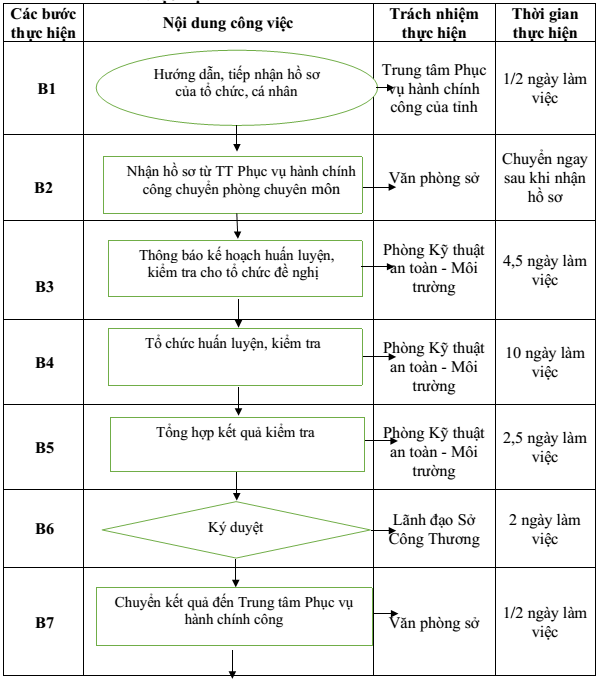 Các bước
thực hiện
Nội dung công việc
Trách nhiệm
thực hiện
Thời gian
thực hiện
B1
Hướng dẫn, tiếp nhận hồ sơ
của tổ chức, cá nhân
Trung tâm Phục
vụ hành chính
công của tỉnh
1/2 ngày làm
việc
B2
Nhận hồ sơ từ TT Phục vụ hành chính
công chuyển phòng chuyên môn
Văn phòng sở
Chuyển ngay
sau khi nhận
hồ sơ
B3
Thông báo kế hoạch huấn luyện,
kiểm tra cho tổ chức đề nghị
Phòng Kỹ thuật
an toàn - Môi
trường
4,5 ngày làm
việc
B4
Tổ chức huấn luyện, kiểm tra
Phòng Kỹ thuật
an toàn - Môi
trường
10 ngày làm
việc
B5
Tổng hợp kết quả kiểm tra
Phòng Kỹ thuật
an toàn - Môi
trường
2,5 ngày làm
việc
B6
Ký duyệt
Lãnh đạo Sở
Công Thương
2 ngày làm
việc
B7
Chuyển kết quả đến Trung tâm Phục vụ
hành chính công
Văn phòng sở
1/2 ngày làm
việc